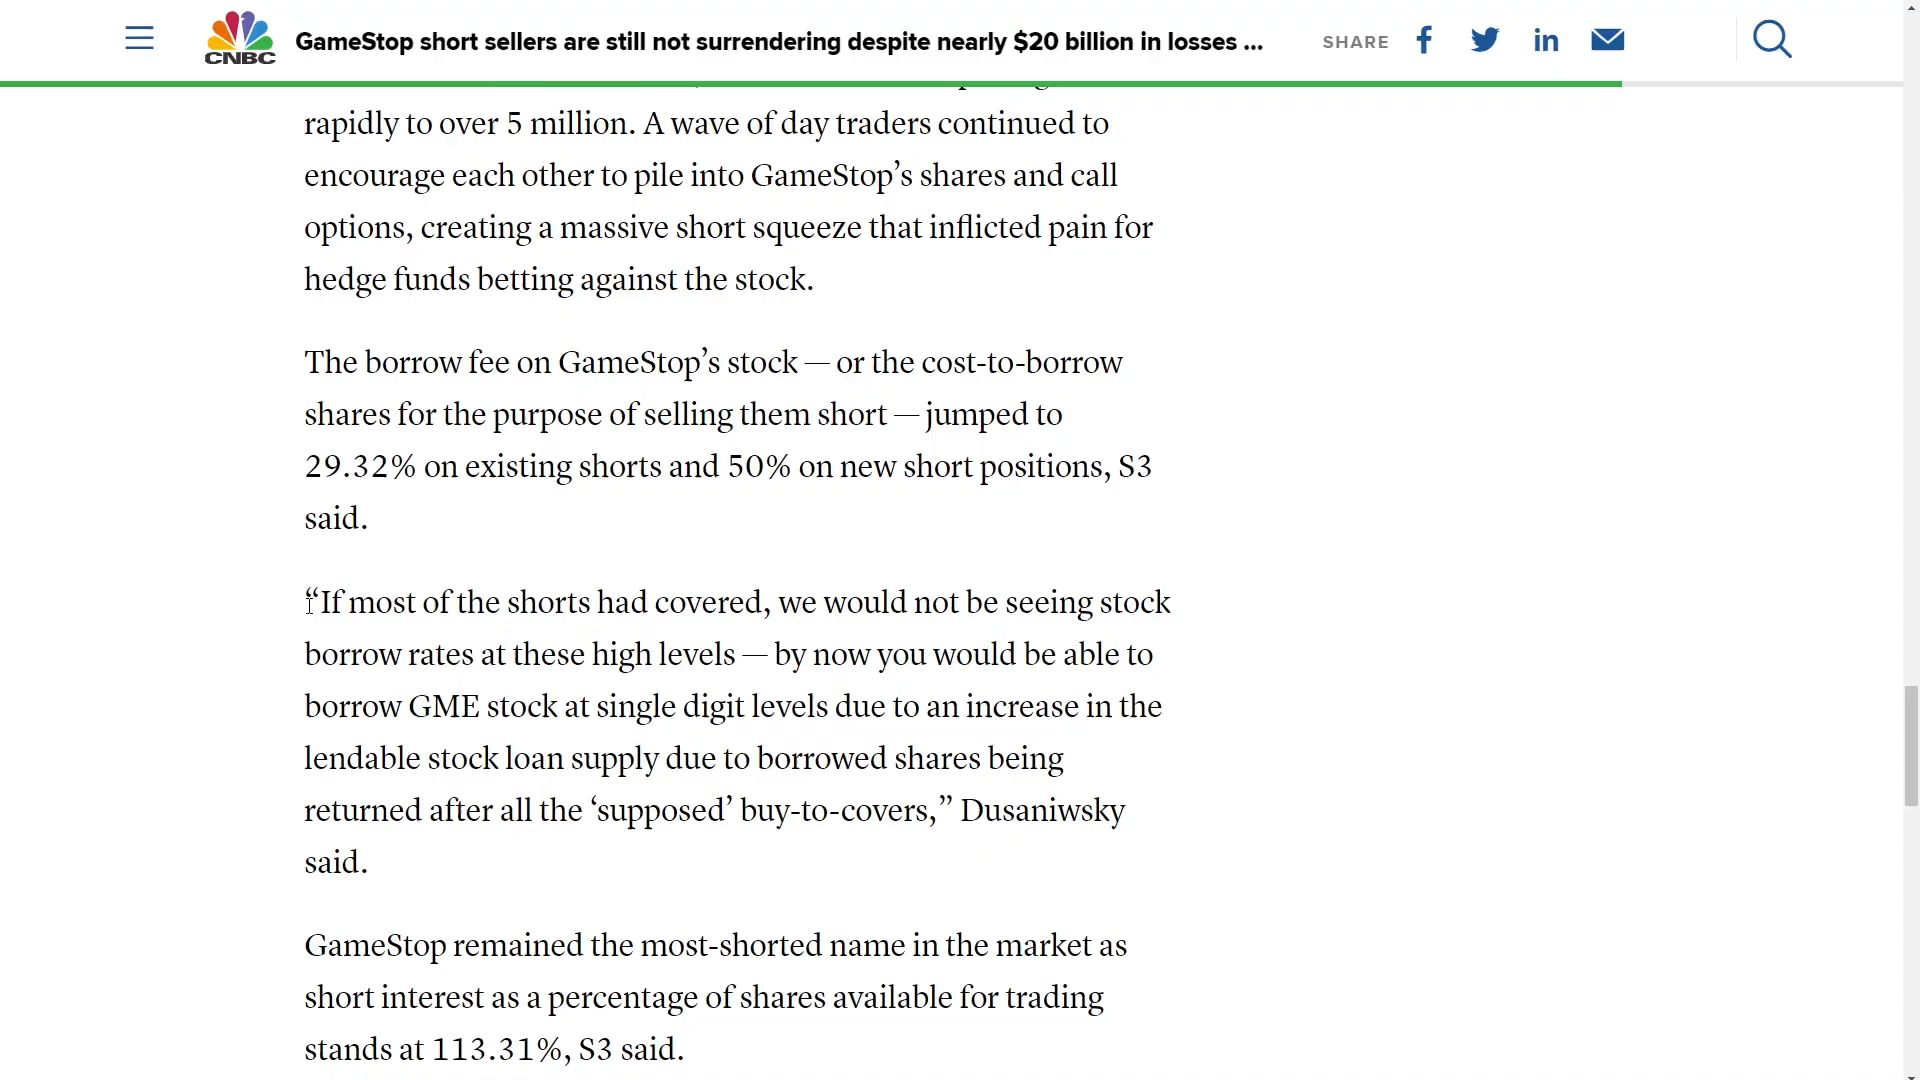 CNBC
GameStop short sellers are still not surrendering despite nearly $20 billion in losses ...
SHARE
rapidly to over 5 million. A wave of day traders continued to
encourage each other to pile into GameStop’s shares and call
options, creating a massive short squeeze that inflicted pain for
hedge funds betting against the stock.
The borrow fee on GameStop’s stock — or the cost-to-borrow
shares for the purpose of selling them short — jumped to
29.32% on existing shorts and 50% on new short positions, S3
said.
“If most of the shorts had covered, we would not be seeing stock
borrow rates at these high levels — by now you would be able to
borrow GME stock at single digit levels due to an increase in the
lendable stock loan supply due to borrowed shares being
returned after all the ‘supposed’ buy-to-covers,” Dusaniwsky
said.
GameStop remained the most-shorted name in the market as
short interest as a percentage of shares available for trading
stands at 113.31%, S3 said.